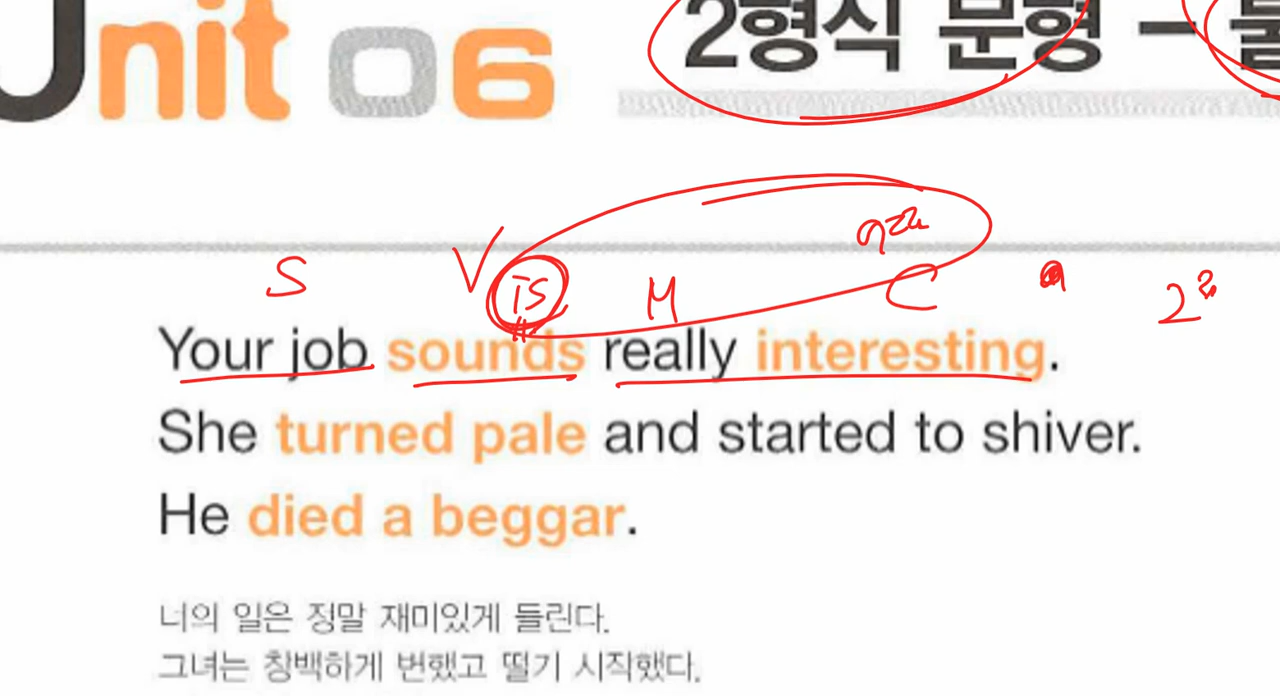 Unit 06
2형식 문형 –
S V IS M C 2형
Your job sounds really interesting.
She turned pale and started to shiver.
He died a beggar.
너의 일은 정말 재미있게 들린다.
그녀는 창백하게 변했고 떨기 시작했다.